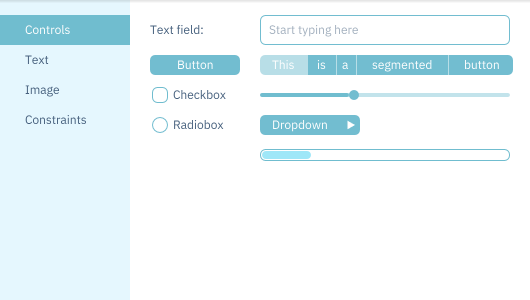 Controls
Text
Image
Constraints
Text field:
Start typing here
Button
This is a segmented button
Checkbox
Radiobox
Dropdown